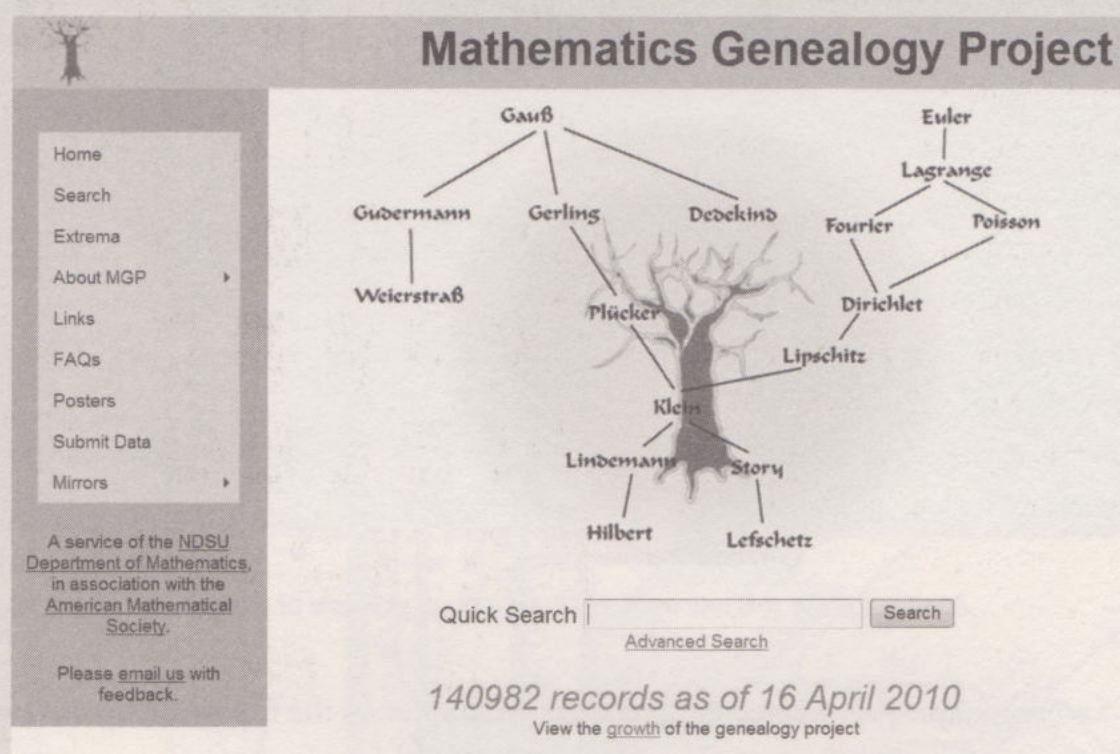 Mathematics Genealogy Project
Home
Search
Extrema
About MGP
Links
FAQs
Posters
Submit Data
Mirrors
A service of the NDSU
Department of Mathematics,
in association with the
American Mathematical
Society.
Please email us with
feedback.
Gauß
Euler
Lagrange
Gudermann Gerling Dedekind
Fourier Poisson
Weierstraß
Plücker
Dirichlet
Lipschitz
Klein
Lindemann Story
Hilbert
Lefschetz
Quick Search Search
Advanced Search
140982 records as of 16 April 2010
View the growth of the genealogy project